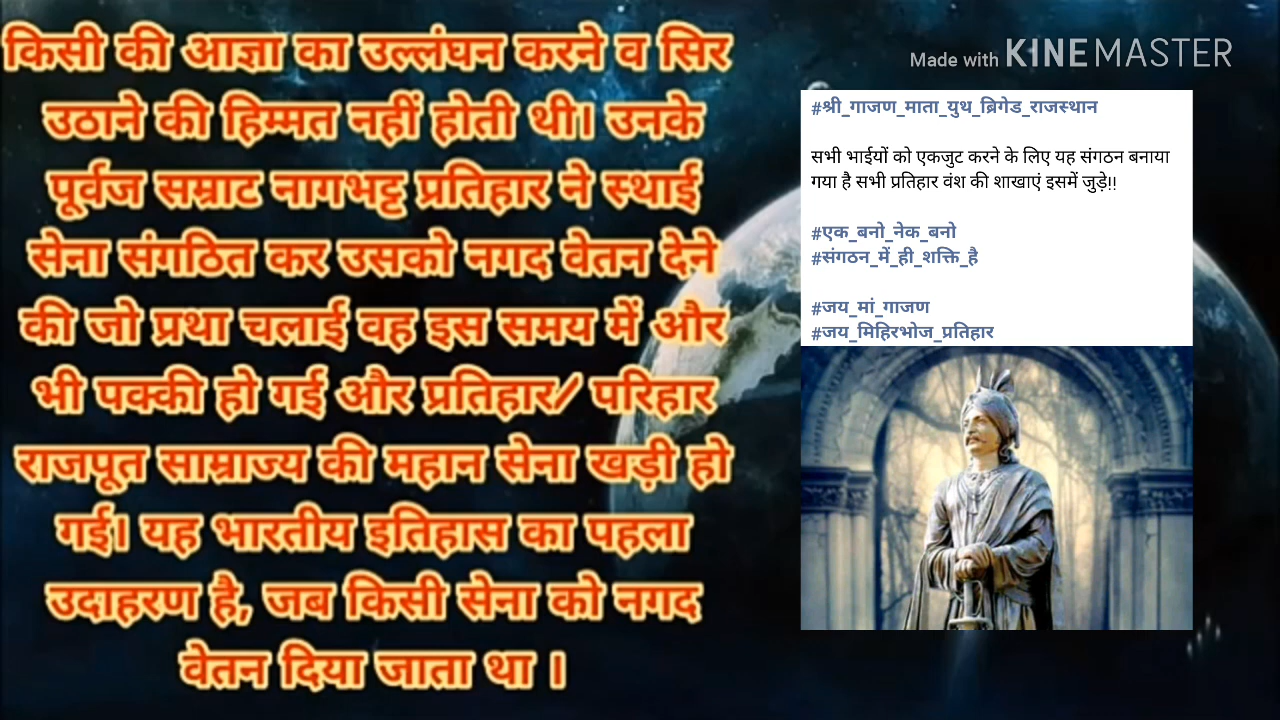 किसी की आज्ञा का उल्लंघन करने व सिर
उठाने की हिम्मत नहीं होती थी। उनके
पूर्वज सम्राट नागभट्ट प्रतिहार ने स्थाई
सेना संगठित कर उसको नगद वेतन देने
की जो प्रथा चलाई वह इस समय में और
भी पक्की हो गई और प्रतिहार/ परिहार
राजपूत साम्राज्य की महान सेना खड़ी हो
गई। यह भारतीय इतिहास का पहला
उदाहरण है, जब किसी सेना को नगद
वेतन दिया जाता था ।
Made with KINEMASTER
#श्री_गाजण_माता_युथ_ब्रिगेड_राजस्थान
सभी भाईयों को एकजुट करने के लिए यह संगठन बनाया
गया है सभी प्रतिहार वंश की शाखाएं इसमें जुड़े!!
#एक_बनो_नेक_बनो
#संगठन_में_ही_शक्ति_है
#जय_मां_गाजण
#जय_मिहिरभोज_प्रतिहार